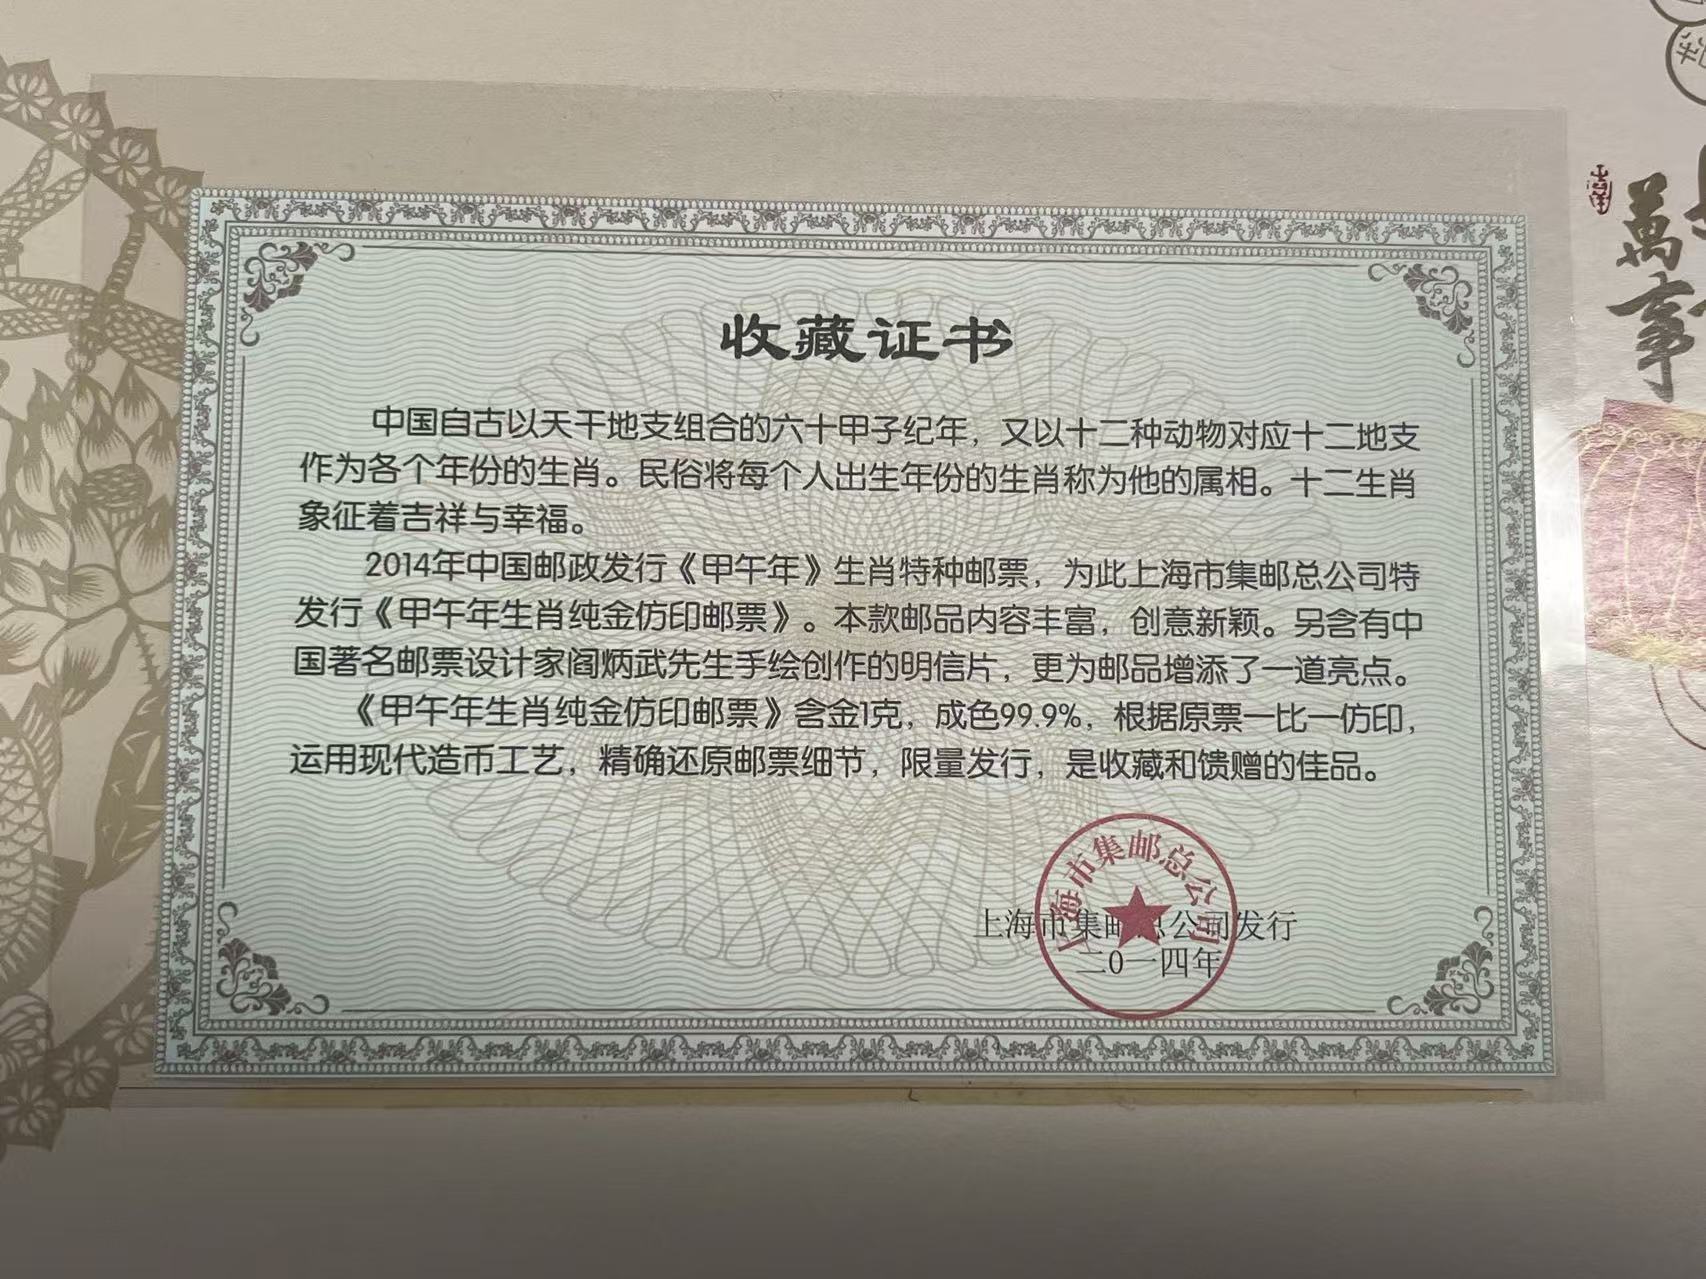 萬
事
收藏证书
中国自古以天干地支组合的六十甲子纪年，又以十二种动物对应十二地支
作为各个年份的生肖。民俗将每个人出生年份的生肖称为他的属相。十二生肖
象征着吉祥与幸福。
2014年中国邮政发行《甲午年》生肖特种邮票，为此上海市集邮总公司特
发行《甲午年生肖纯金仿印邮票》。本款邮品内容丰富，创意新颖。另含有中
国著名邮票设计家阎炳武先生手绘创作的明信片，更为邮品增添了一道亮点。
《甲午年生肖纯金仿印邮票》含金1克，成色99.9%，根据原票一比一仿印，
运用现代造币工艺，精确还原邮票细节，限量发行，是收藏和馈赠的佳品。
上海市集邮总公司
上海市集邮总公司发行
二0一四年